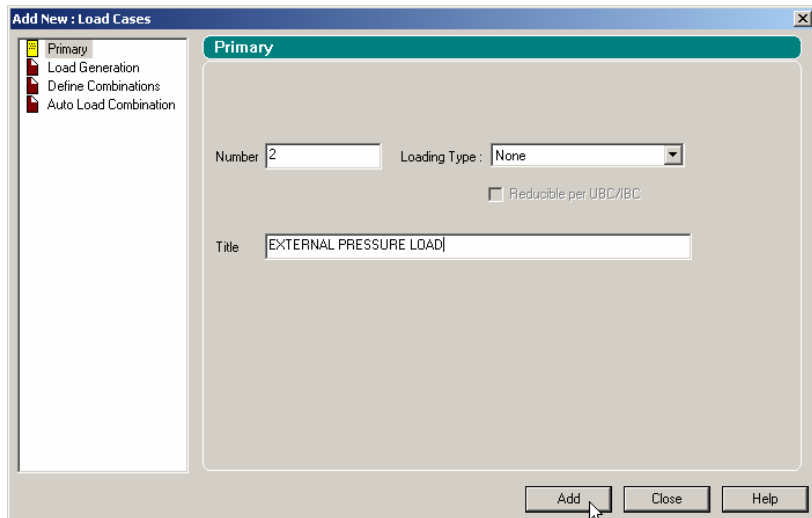 Add New : Load Cases
Primary
Load Generation
Define Combinations
Auto Load Combination
Primary
Number 2 Loading Type : None
Reducible per UBC/IBC
Title EXTERNAL PRESSURE LOAD
Add Close Help